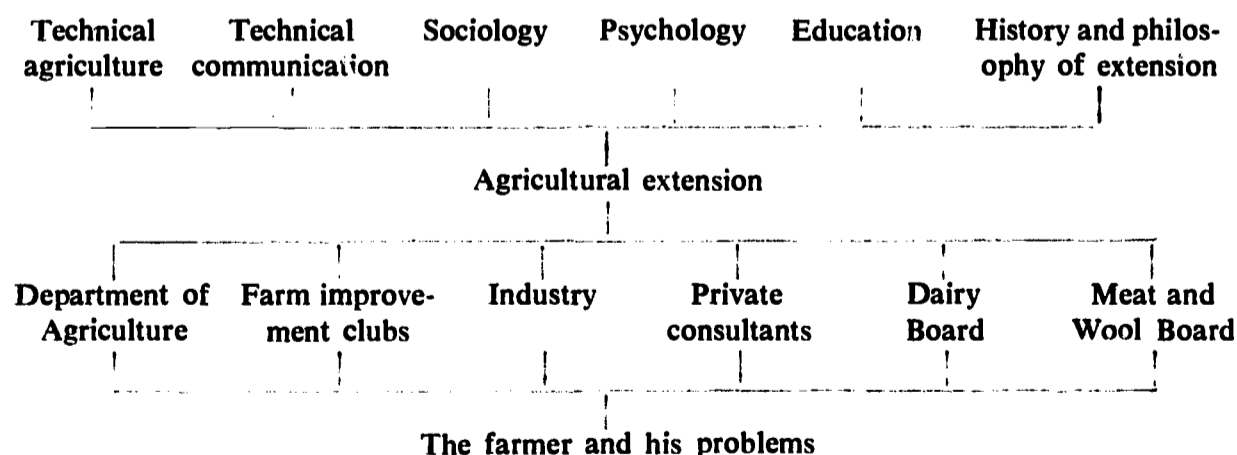 Technical Technical Sociology Psychology Education History and philos-
agriculture communication ophy of extension
Agricultural extension
Department of Farm improve- Industry Private Dairy Meat and
Agriculture ment clubs consultants Board Wool Board
The farmer and his problems